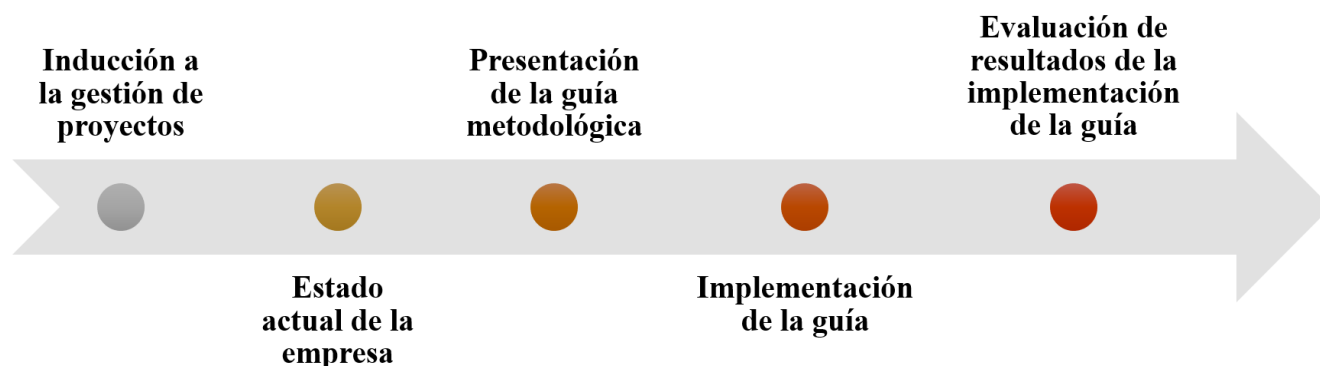 Inducción a
la gestión de
proyectos
Estado
actual de la
empresa
Presentación
de la guía
metodológica
Implementación
de la guía
Evaluación de
resultados de la
implementación
de la guía